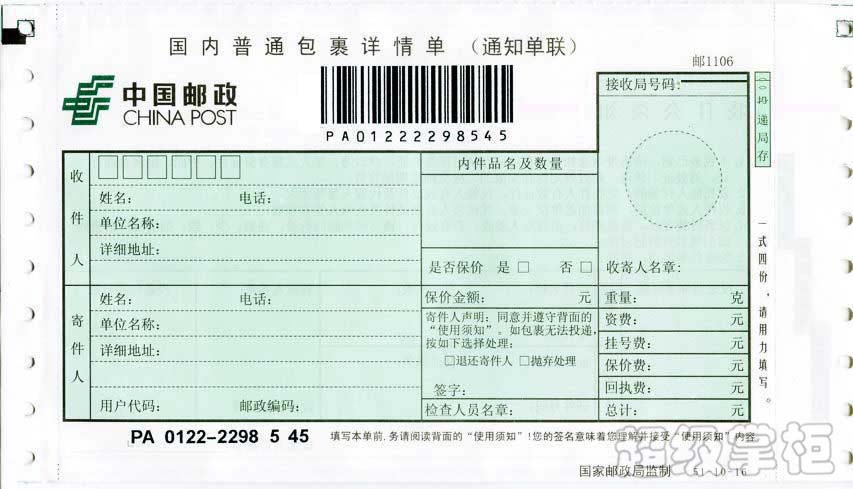 国内普通包裹详情单 (通知单联)
邮1106
中国邮政
CHINA POST
PA01222298545
接收局号码:
投递局存
收件人
姓名: 电话:
单位名称:
详细地址:
内件品名及数量
是否保价 是□ 否□
收寄人名章:
寄件人
姓名: 电话:
单位名称:
详细地址:
用户代码: 邮政编码:
保价金额: 元
寄件人声明:同意并遵守背面的
“使用须知”。如包裹无法投递,
按如下选择处理:
□退还寄件人 □抛弃处理
签字:
检查人员名章:
重量: 克
资费: 元
挂号费: 元
保价费: 元
回执费: 元
总计: 元
一式四份,请用力填写。
PA 0122-2298 5 45
填写本单前,务请阅读背面的“使用须知”!您的签名意味着您理解并接受“使用须知”内容
国家邮政局监制 51-10-16
超级掌柜